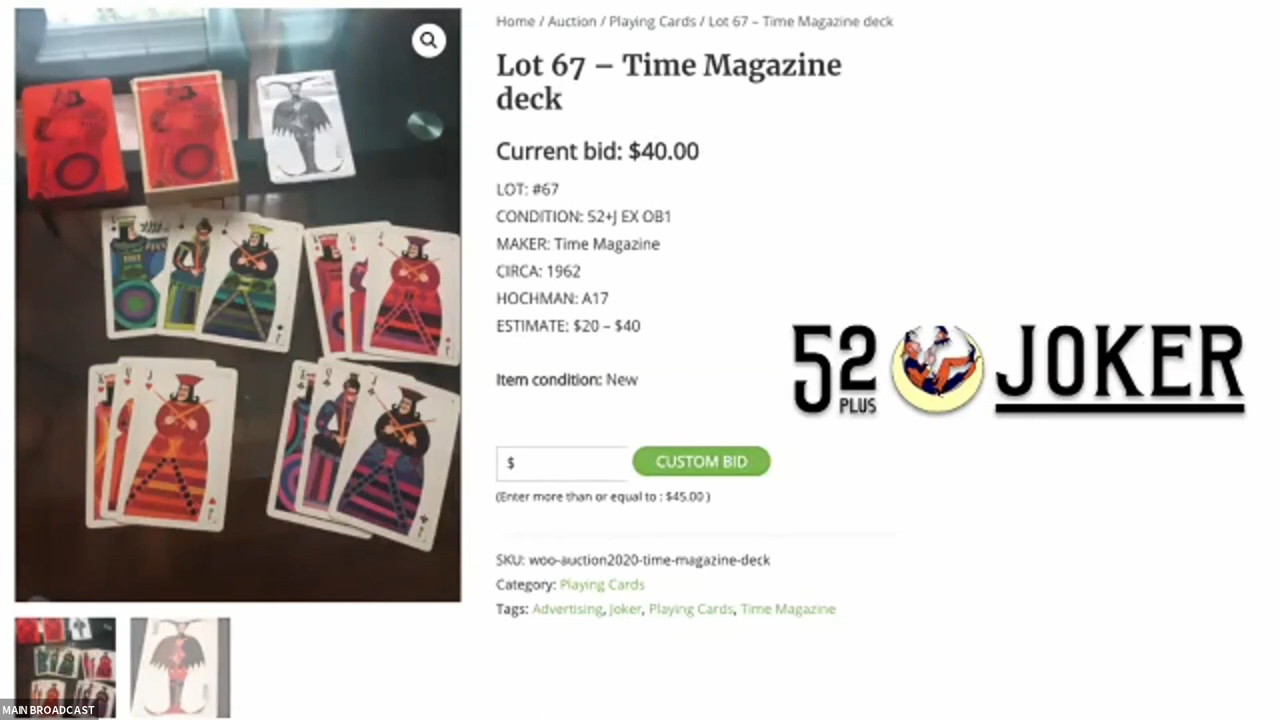 Home / Auction / Playing Cards / Lot 67 – Time Magazine deck
Lot 67 – Time Magazine
deck
Current bid: $40.00
LOT: #67
CONDITION: 52+J EX OB1
MAKER: Time Magazine
CIRCA: 1962
HOCHMAN: A17
ESTIMATE: $20 – $40
52
PLUS
JOKER
Item condition: New
$
CUSTOM BID
(Enter more than or equal to : $45.00 )
SKU: woo-auction2020-time-magazine-deck
Category: Playing Cards
Tags: Advertising, Joker, Playing Cards, Time Magazine
MAIN BROADCAST